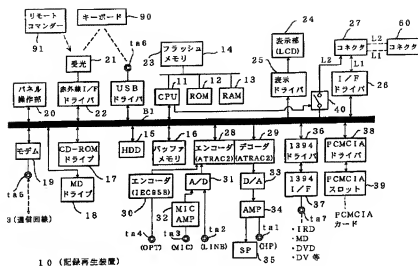 リモートコマンダー
キーボード
90
91
ta6
23
フラッシュメモリ
14
24
表示部(LCD)
27
60
コネクタ
L2
コネクタ
L1
受光
21
11
12
13
25
CPU
ROM
RAM
表示ドライバ
L2
L1
I/Fドライバ
26
パネル操作部
赤外線I/Fドライバ
USBドライバ
40
20
22
B1
15
16
28
29
36
38
モデム
CD-ROMドライブ
HDD
バッファメモリ
エンコーダ(ATRAC2)
デコーダ(ATRAC2)
1394ドライバ
PCMCIAドライバ
19
17
ta5
MDドライブ
エンコーダ(IEC958)
A/D
31
D/A
33
1394 I/F
PCMCIAスロット
39
3(通信回線)
18
30
32
MIC AMP
ta2
AMP
34
37
ta7
PCMCIAカード
ta4
(OPT)
ta3
(MIC)
(LINE)
SP
35
ta1
(HP)
・IRD
・MD
・DVD
・DV等
10(記録再生装置)